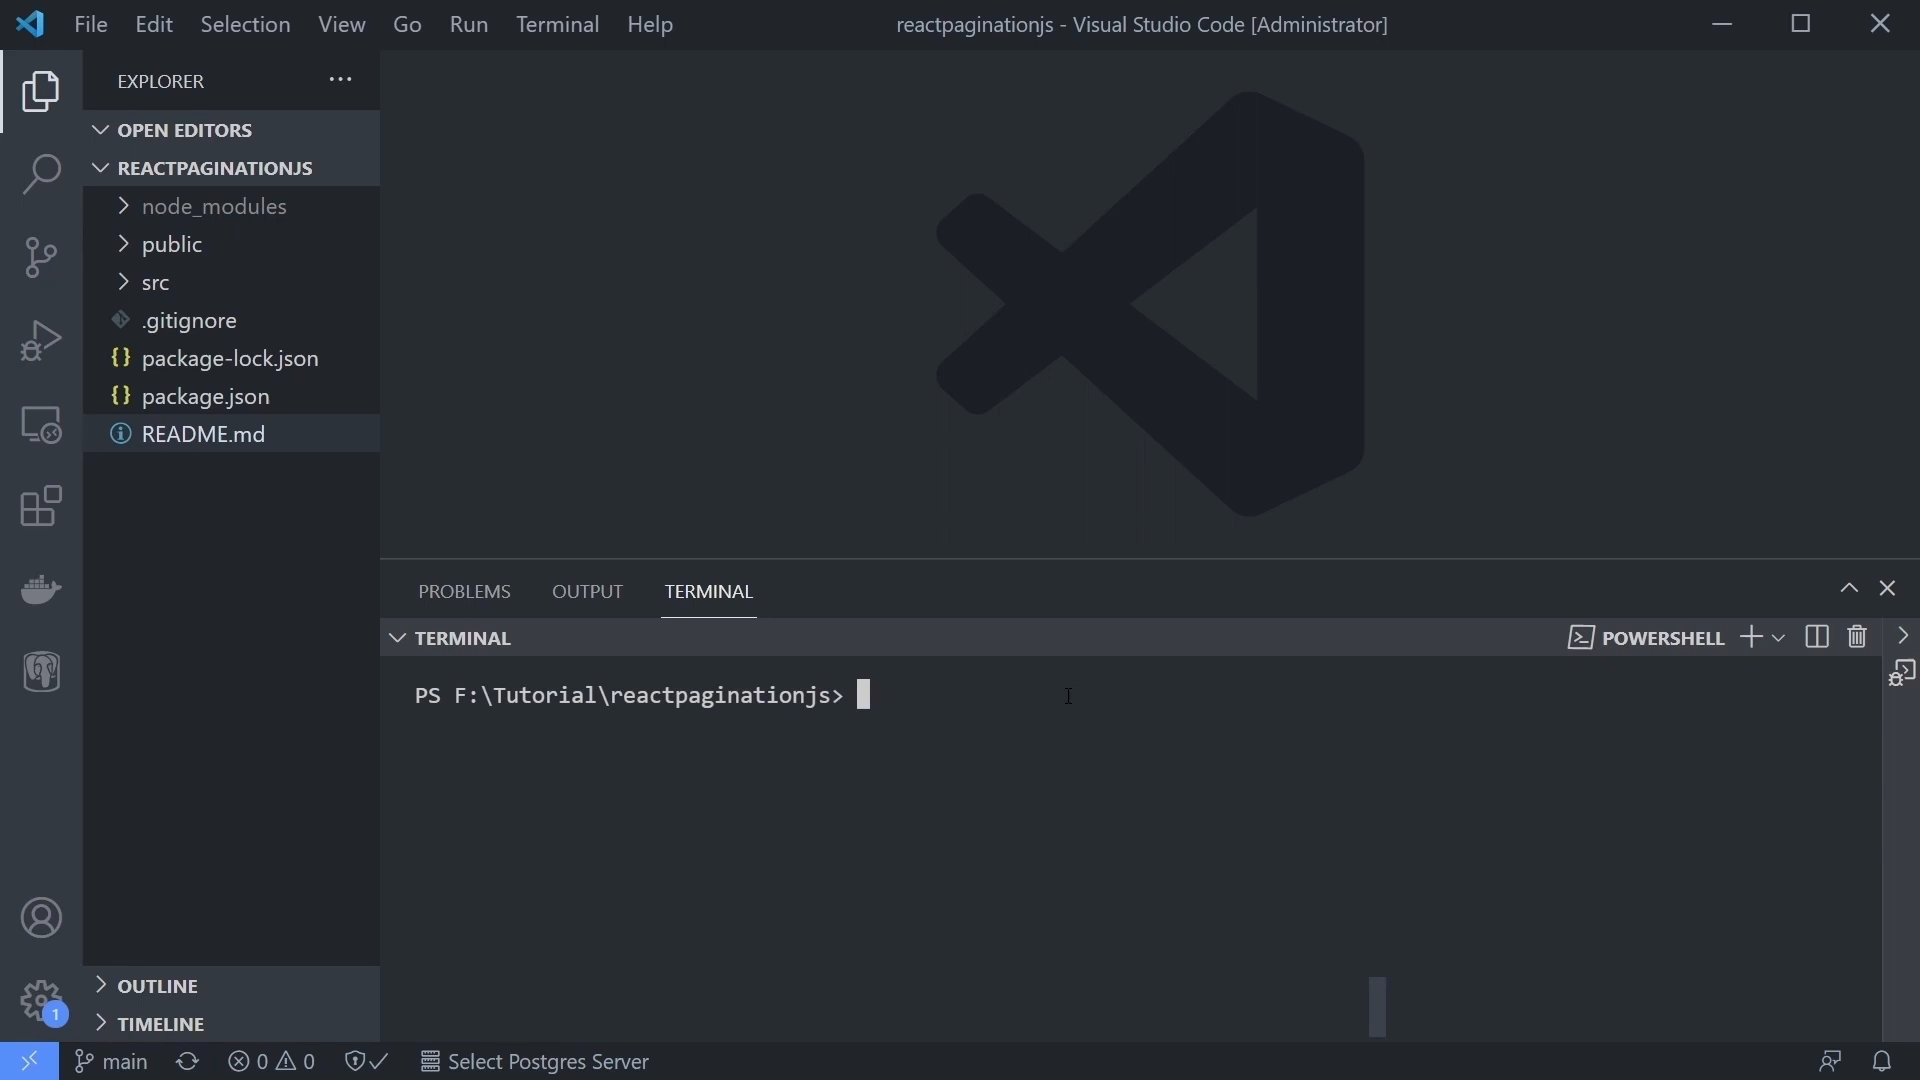 File Edit Selection View Go Run Terminal Help
reactpaginationjs - Visual Studio Code [Administrator]
EXPLORER
OPEN EDITORS
REACTPAGINATIONJS
node_modules
public
src
.gitignore
{} package-lock.json
{} package.json
README.md
OUTLINE
TIMELINE
PROBLEMS OUTPUT TERMINAL
TERMINAL
POWERSHELL
PS F:\Tutorial\reactpaginationjs>
1
main 0 0 Select Postgres Server